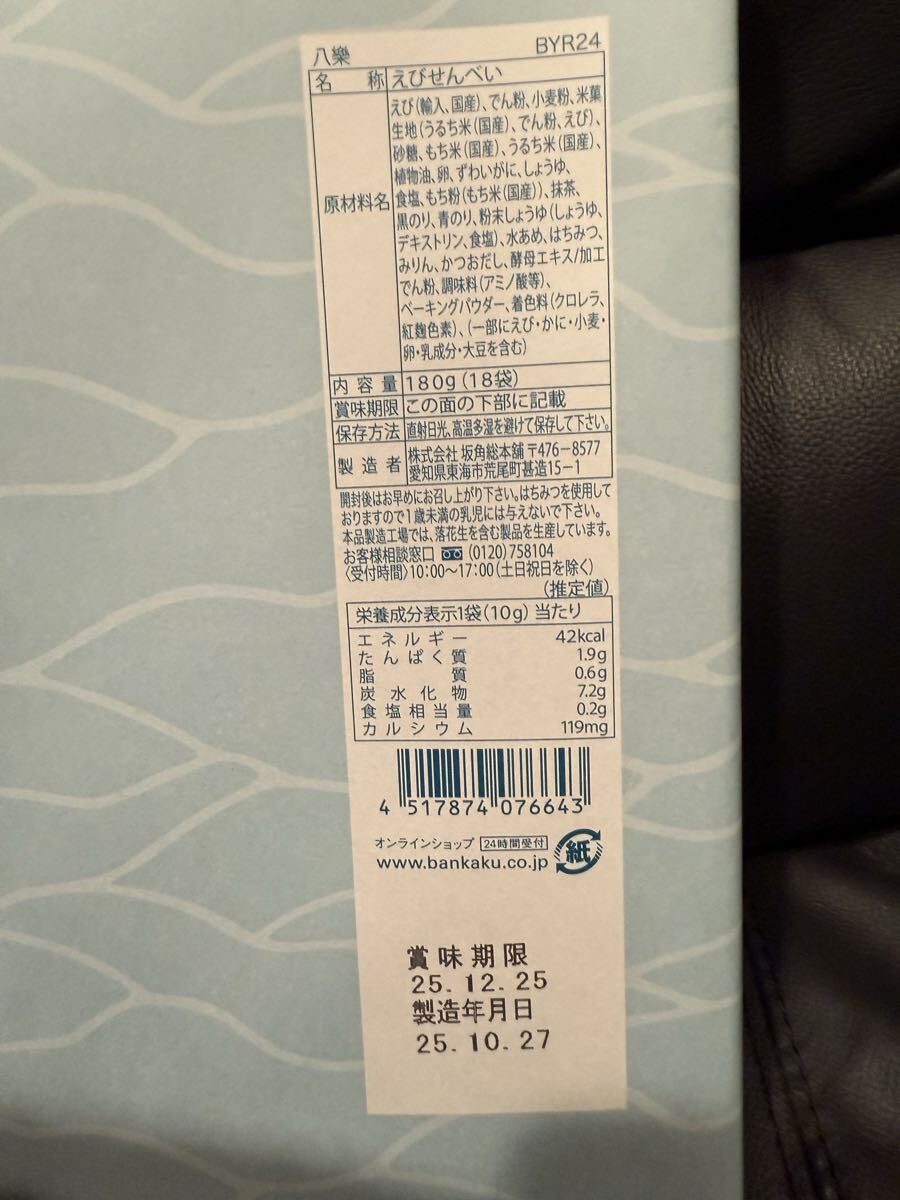 八樂 BYR24
名称 えびせんべい
原材料名
えび(輸入、国産)、でん粉、小麦粉、米菓
生地(うるち米(国産)、でん粉、えび)、
砂糖、もち米(国産)、うるち米(国産)、
植物油、卵、ずわいがに、しょうゆ、
食塩、もち粉(もち米(国産))、抹茶、
黒のり、青のり、粉末しょうゆ(しょうゆ、
デキストリン、食塩)、水あめ、はちみつ、
みりん、かつおだし、酵母エキス/加工
でん粉、調味料(アミノ酸等)、
ベーキングパウダー、着色料(クロレラ、
紅麹色素)、(一部にえび・かに・小麦・
卵・乳成分・大豆を含む)
内容量 180g(18袋)
賞味期限 この面の下部に記載
保存方法 直射日光、高温多湿を避けて保存して下さい。
製造者 株式会社 坂角総本舖 〒476-8577
愛知県東海市荒尾町甚造15-1
開封後はお早めにお召し上がり下さい。はちみつを使用して
おりますので1歳未満の乳児には与えないで下さい。
本品製造工場では、落花生を含む製品を生産しています。
お客様相談窓口 (0120)758104
〈受付時間〉10:00〜17:00(土日祝日を除く)
(推定値)
栄養成分表示1袋(10g)当たり
エネルギー 42kcal
たんぱく質 1.9g
脂質 0.6g
炭水化物 7.2g
食塩相当量 0.2g
カルシウム 119mg
4 517874 076643
オンラインショップ 24時間受付
www.bankaku.co.jp 紙
賞味期限
25.12.25
製造年月日
25.10.27